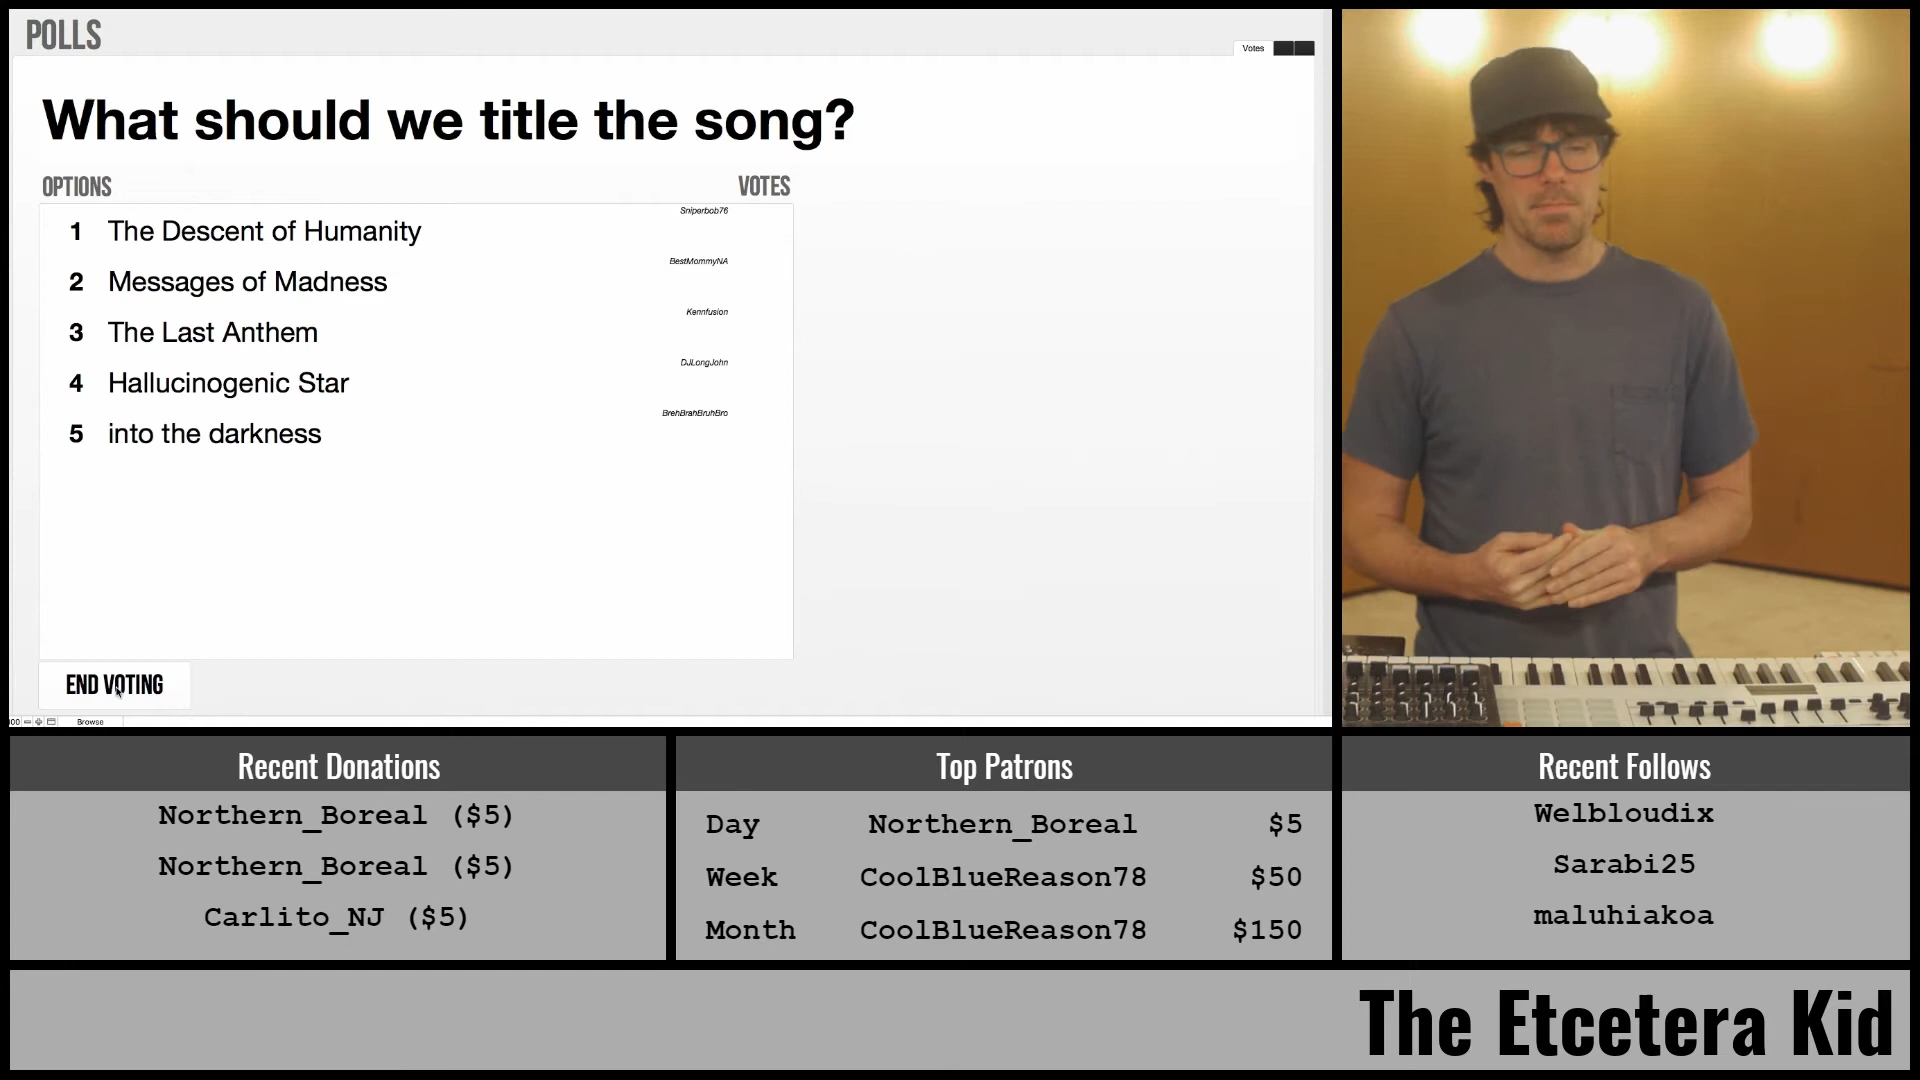 POLLS
Votes
What should we title the song?
OPTIONS VOTES
Sniperbob76
1 The Descent of Humanity
BestMommyNA
2 Messages of Madness
Kennfusion
3 The Last Anthem
DJLongJohn
4 Hallucinogenic Star
BrehBrahBruhBro
5 into the darkness
END VOTING
00 Browse
Recent Donations
Northern_Boreal ($5)
Northern_Boreal ($5)
Carlito_NJ ($5)
Top Patrons
Day Northern_Boreal $5
Week CoolBlueReason78 $50
Month CoolBlueReason78 $150
Recent Follows
Welbloudix
Sarabi25
maluhiakoa
The Etcetera Kid